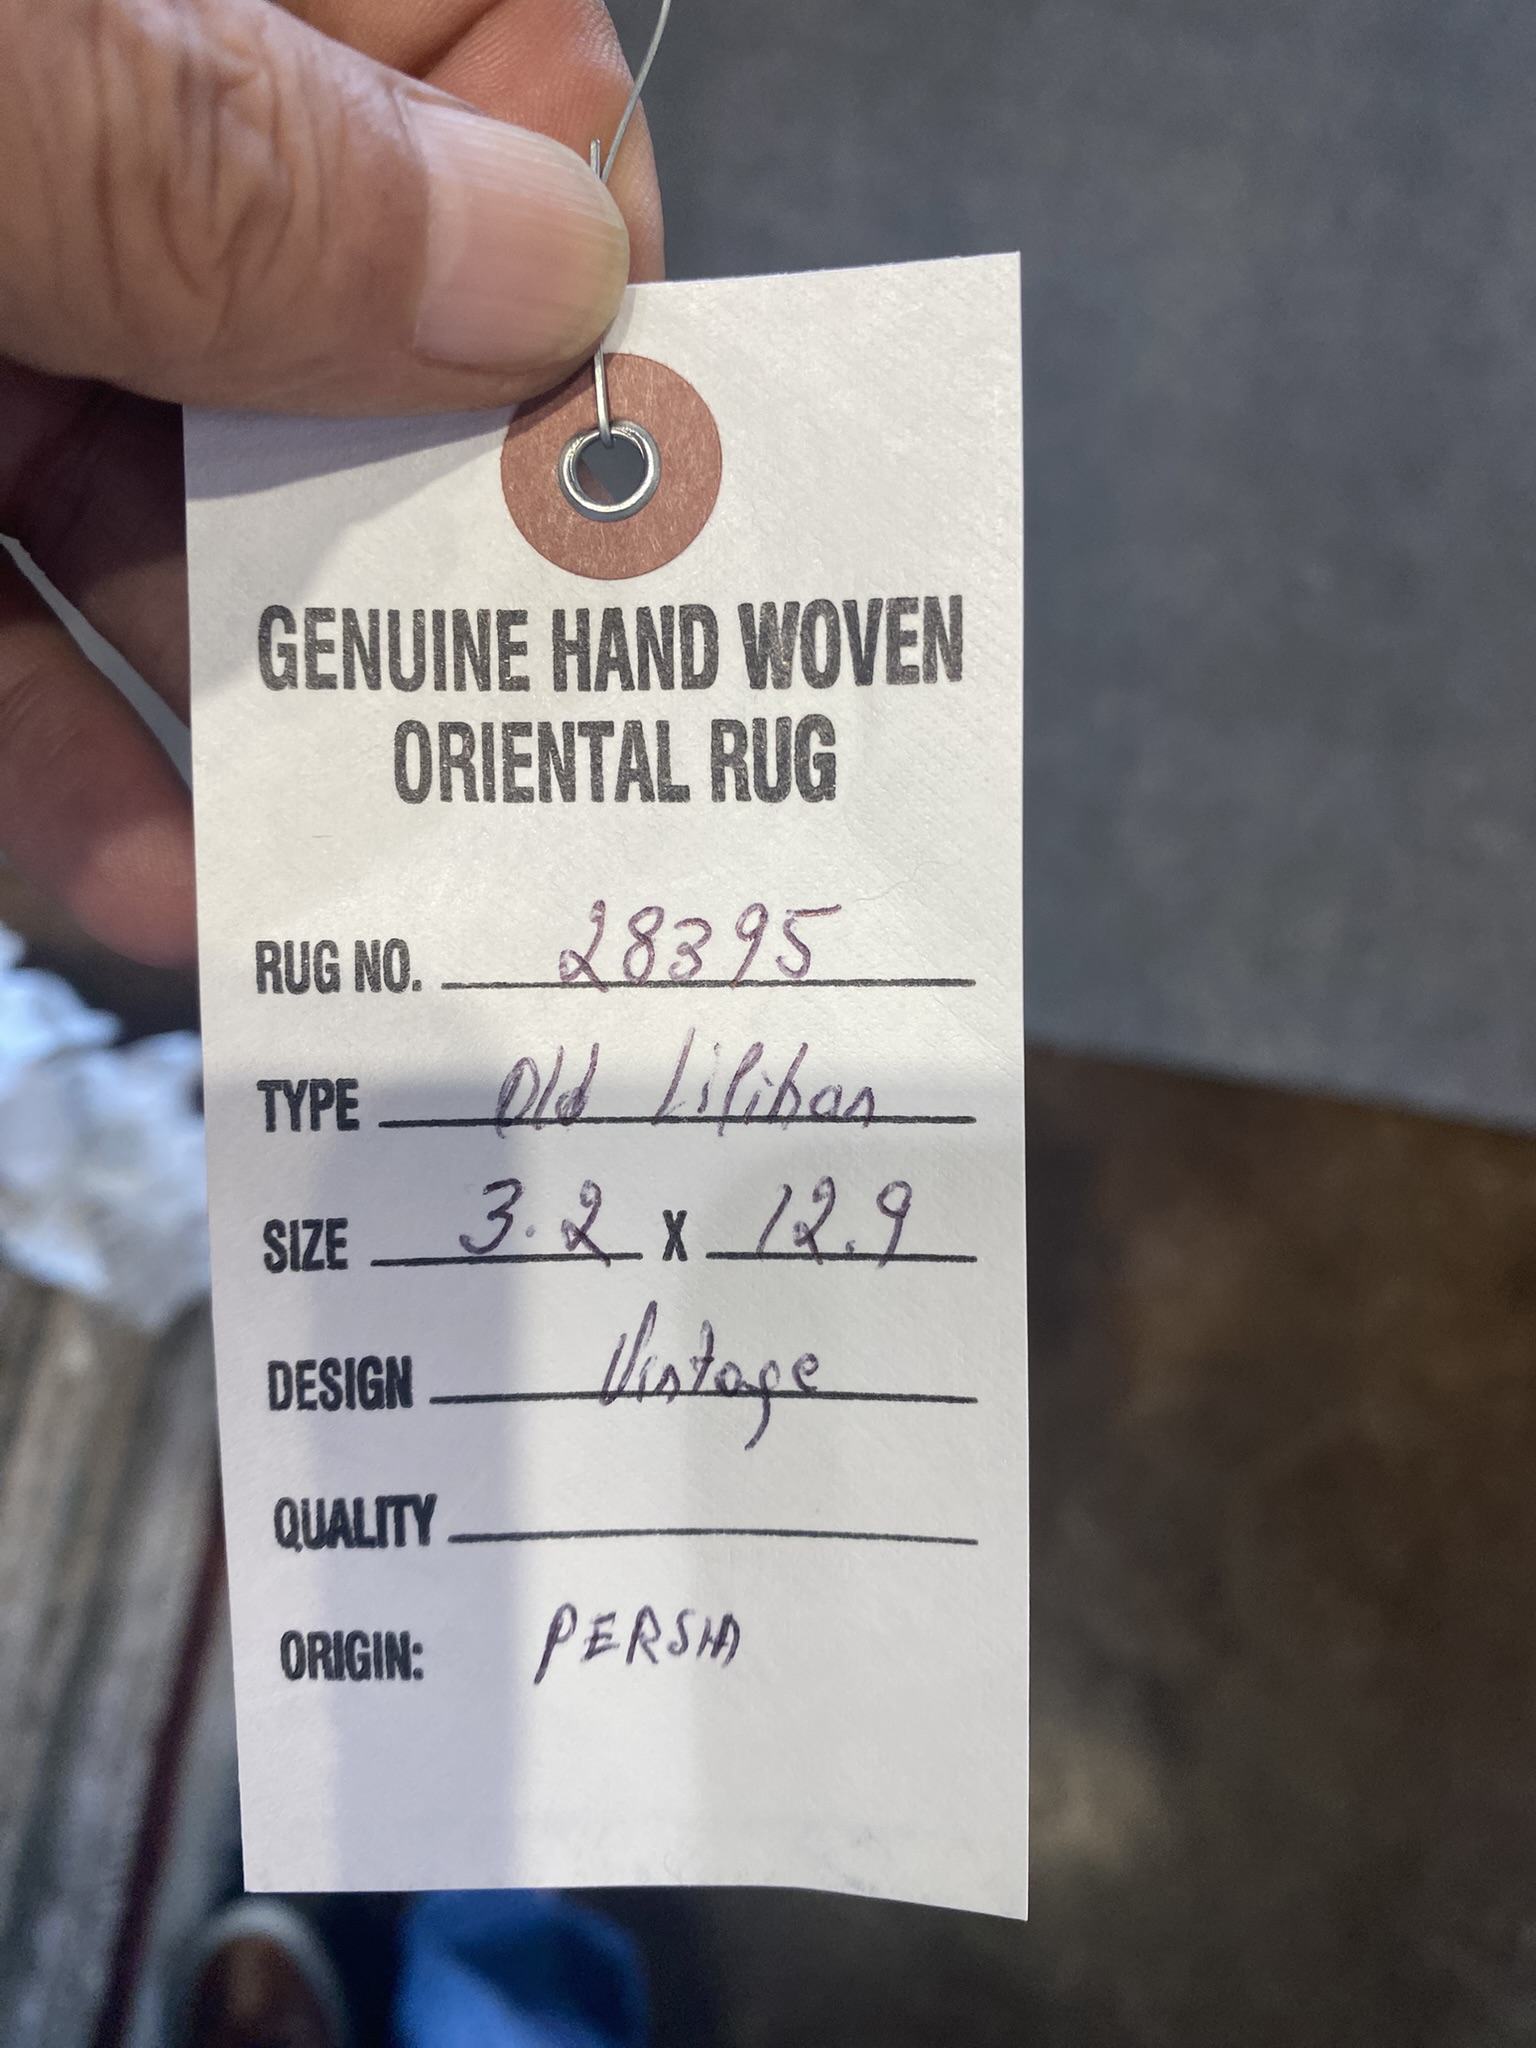 GENUINE HAND WOVEN
ORIENTAL RUG
RUG NO. 28395
TYPE Old Lilihan
SIZE 3.2 X 12.9
DESIGN Vintage
QUALITY
ORIGIN: PERSIA